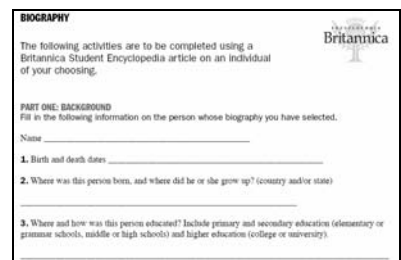 BIOGRAPHY
ENCYCLOPÆDIA
Britannica
The following activities are to be completed using a
Britannica Student Encyclopedia article on an individual
of your choosing.
PART ONE: BACKGROUND
Fill in the following information on the person whose biography you have selected.
Name
1. Birth and death dates
2. Where was this person born, and where did he or she grow up? (country and/or state)
3. Where and how was this person educated? Include primary and secondary education (elementary or
grammar schools, middle or high schools) and higher education (college or university).